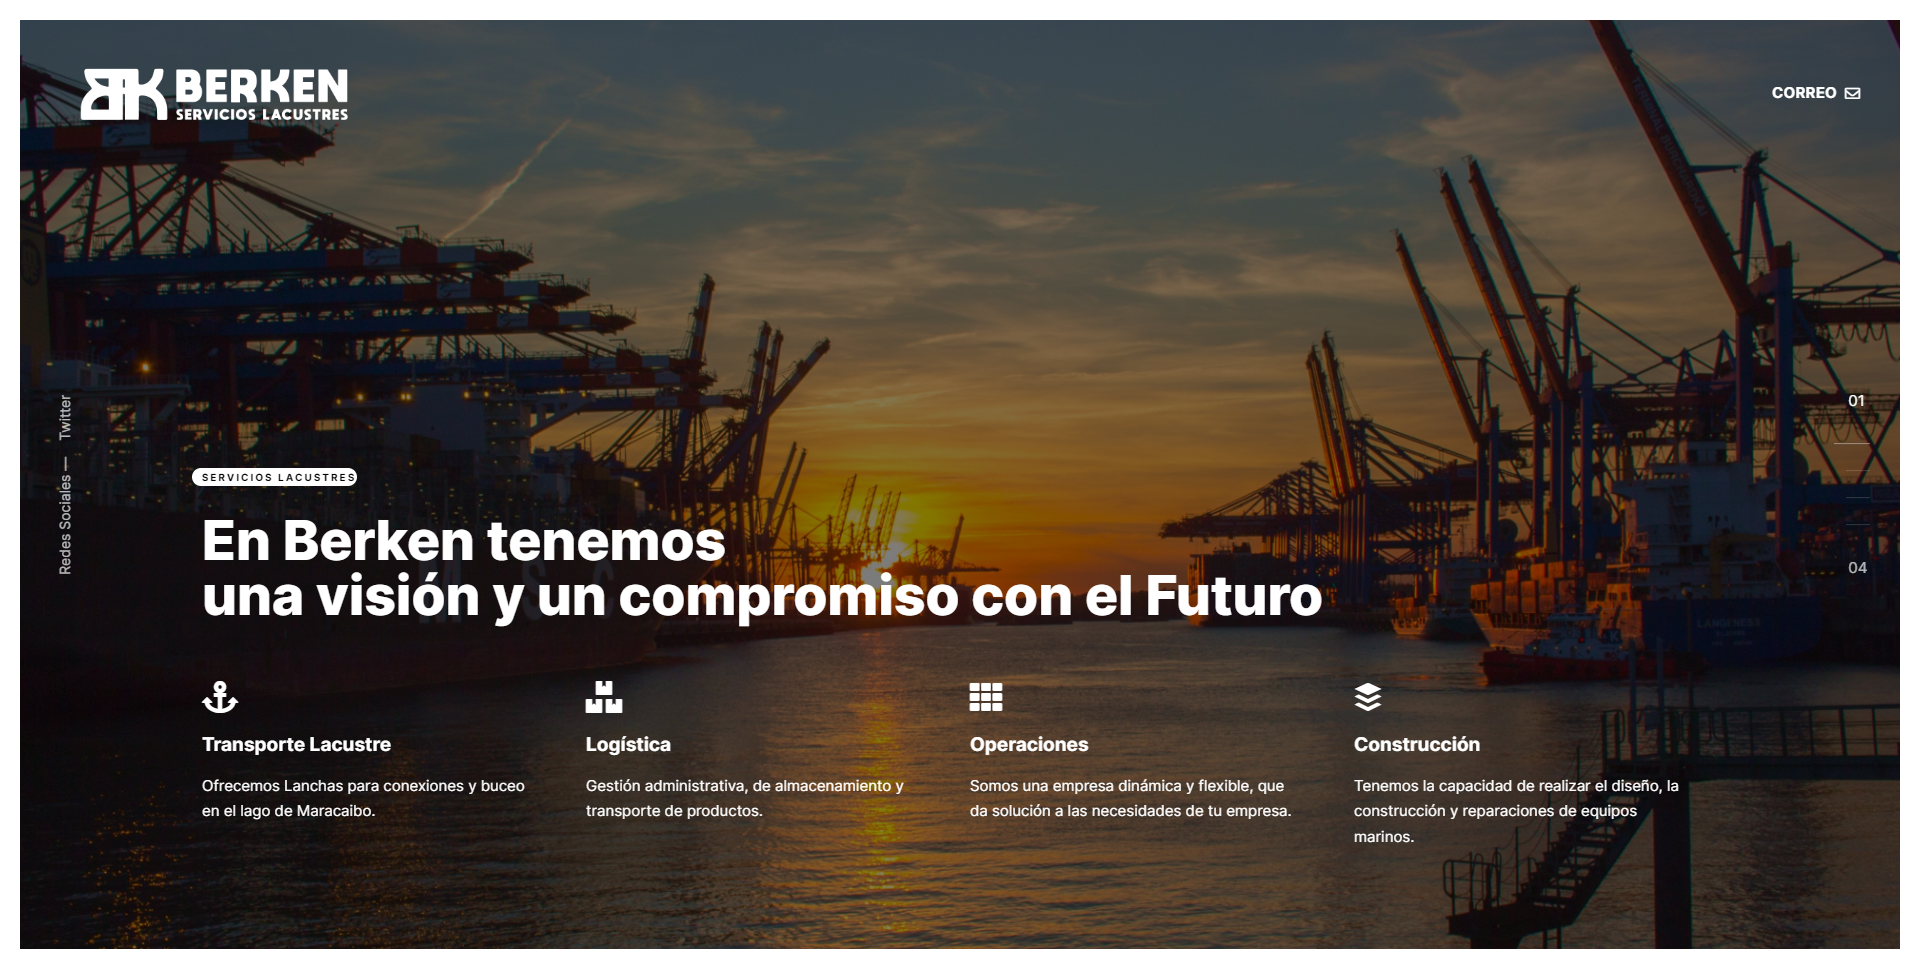 BK BERKEN
SERVICIOS LACUSTRES
CORREO
Redes Sociales — Twitter
01
04
SERVICIOS LACUSTRES
En Berken tenemos
una visión y un compromiso con el Futuro
Transporte Lacustre
Ofrecemos Lanchas para conexiones y buceo
en el lago de Maracaibo.
Logística
Gestión administrativa, de almacenamiento y
transporte de productos.
Operaciones
Somos una empresa dinámica y flexible, que
da solución a las necesidades de tu empresa.
Construcción
Tenemos la capacidad de realizar el diseño, la
construcción y reparaciones de equipos
marinos.